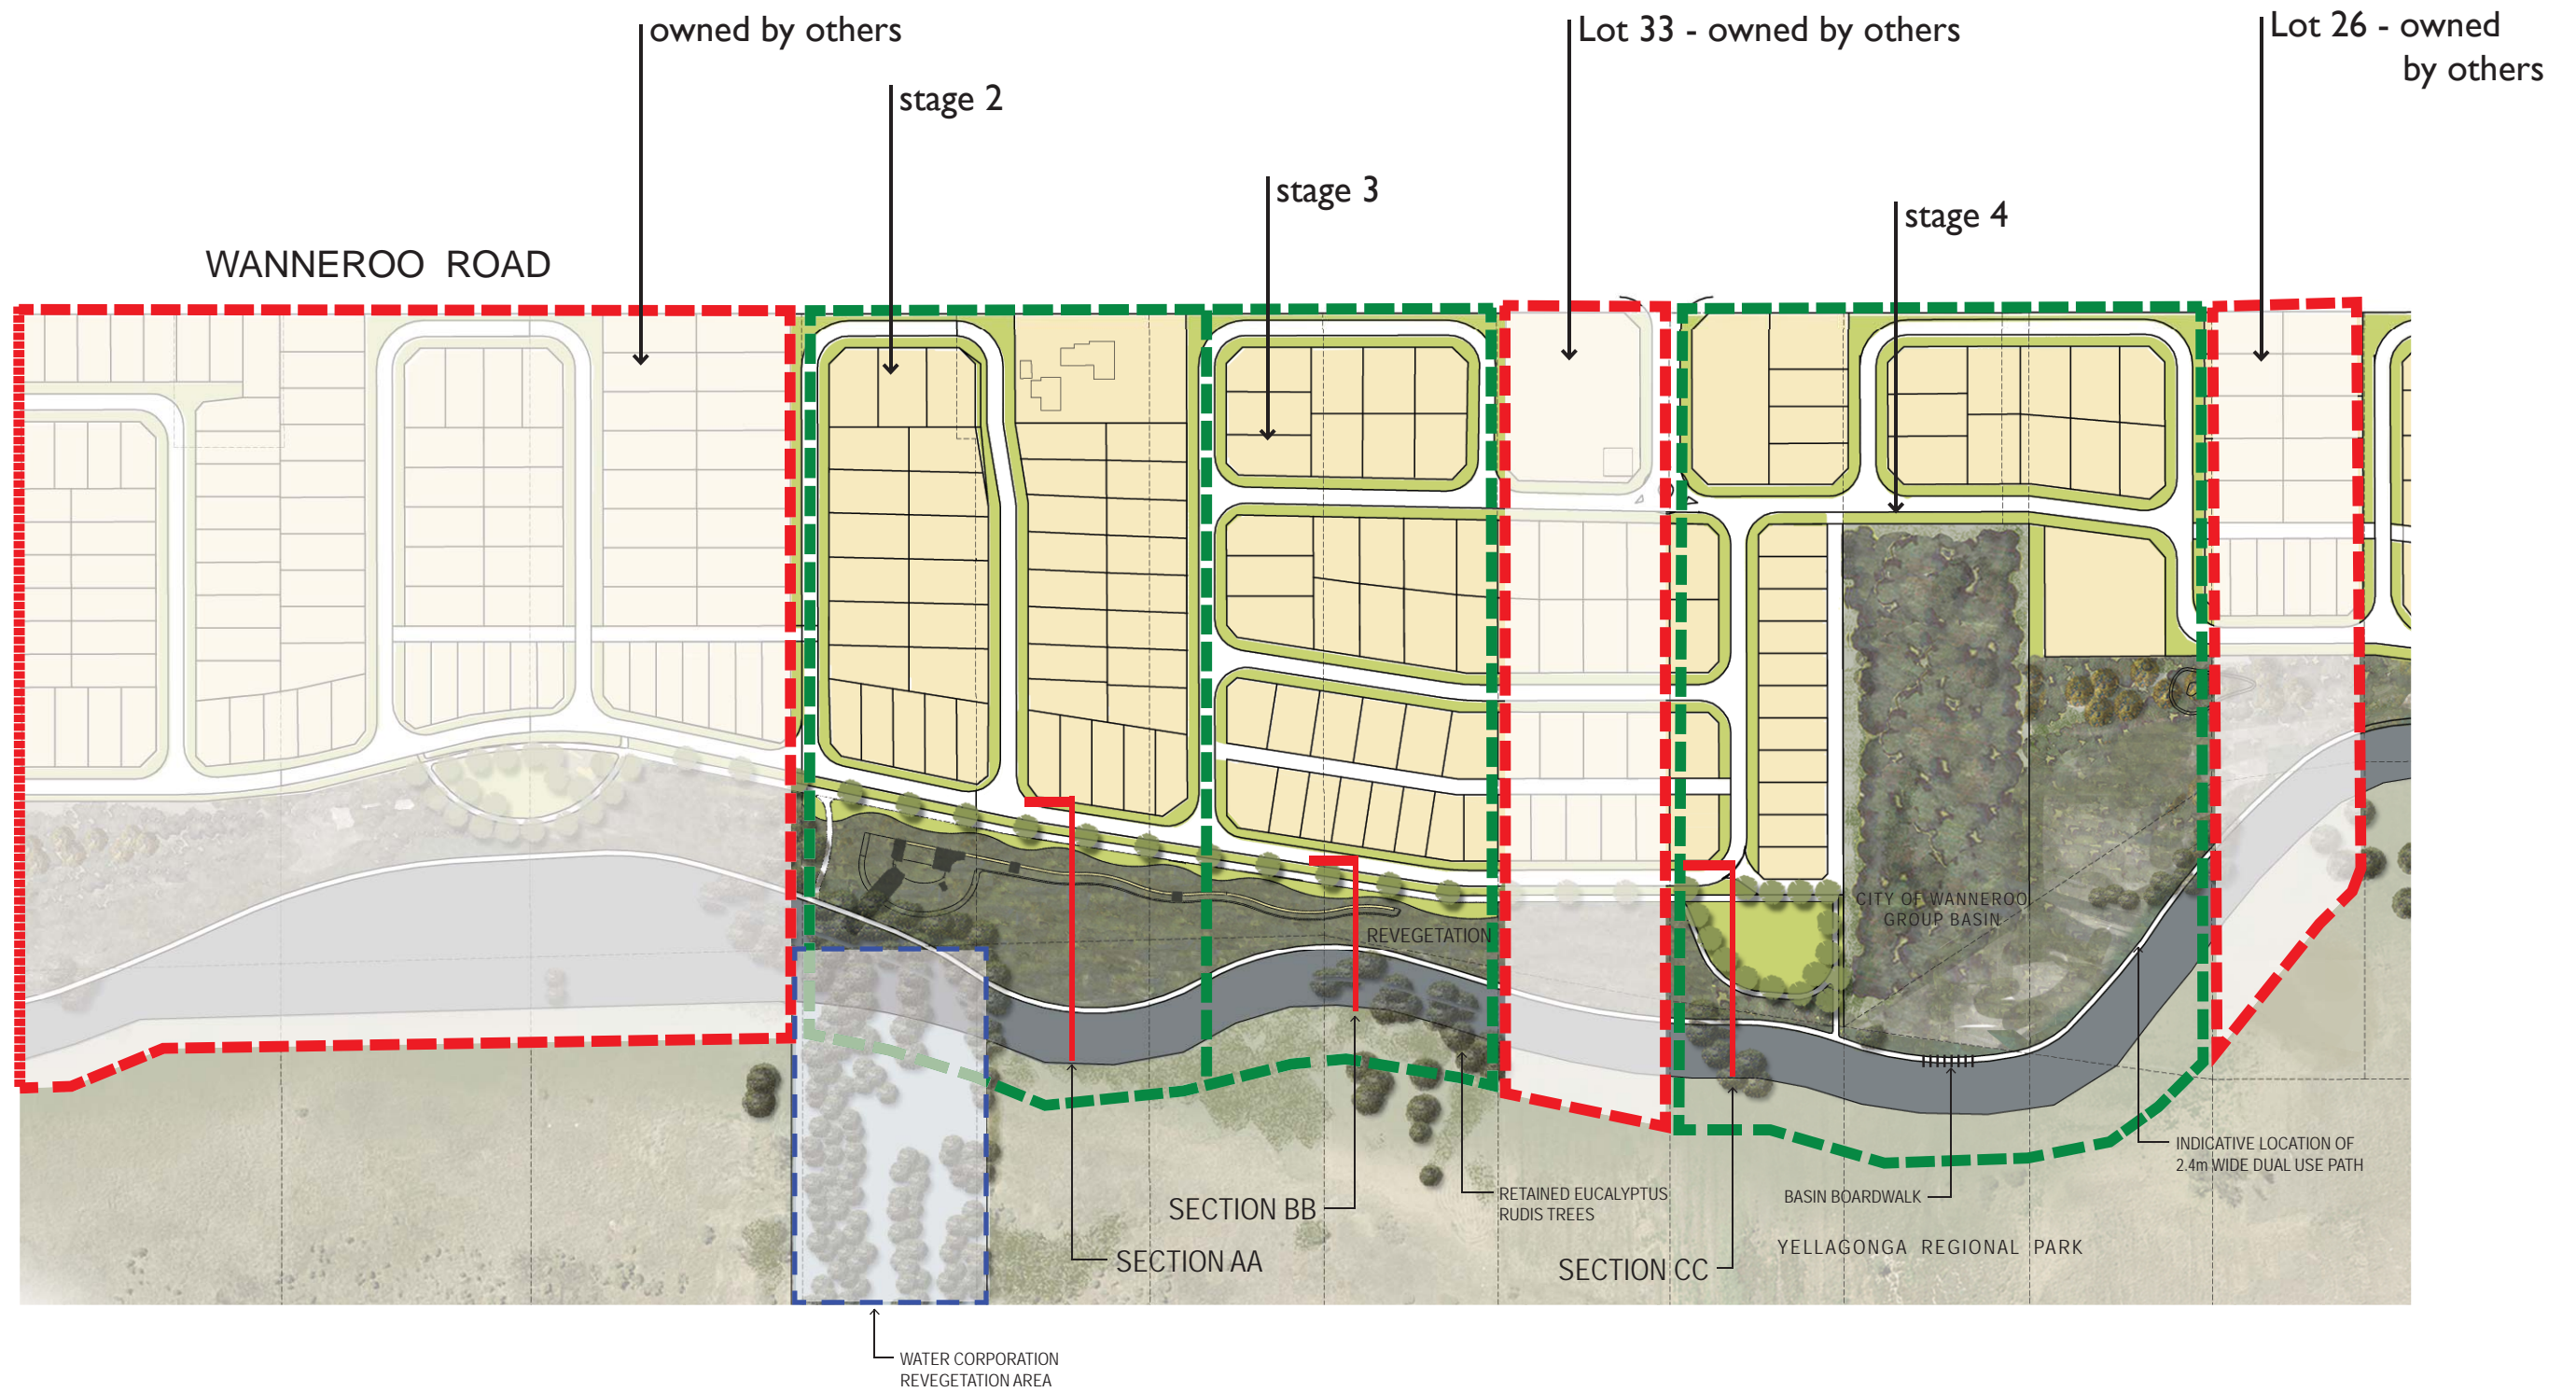 owned by others
Lot 33 - owned by others
Lot 26 - owned
by others
stage 2
stage 3
stage 4
WANNEROO ROAD
CITY OF WANNEROO
GROUP BASIN
REVEGETATION
INDICATIVE LOCATION OF
2.4m WIDE DUAL USE PATH
RETAINED EUCALYPTUS
RUDIS TREES
BASIN BOARDWALK
SECTION BB
YELLAGONGA REGIONAL PARK
SECTION AA
SECTION CC
WATER CORPORATION
REVEGETATION AREA